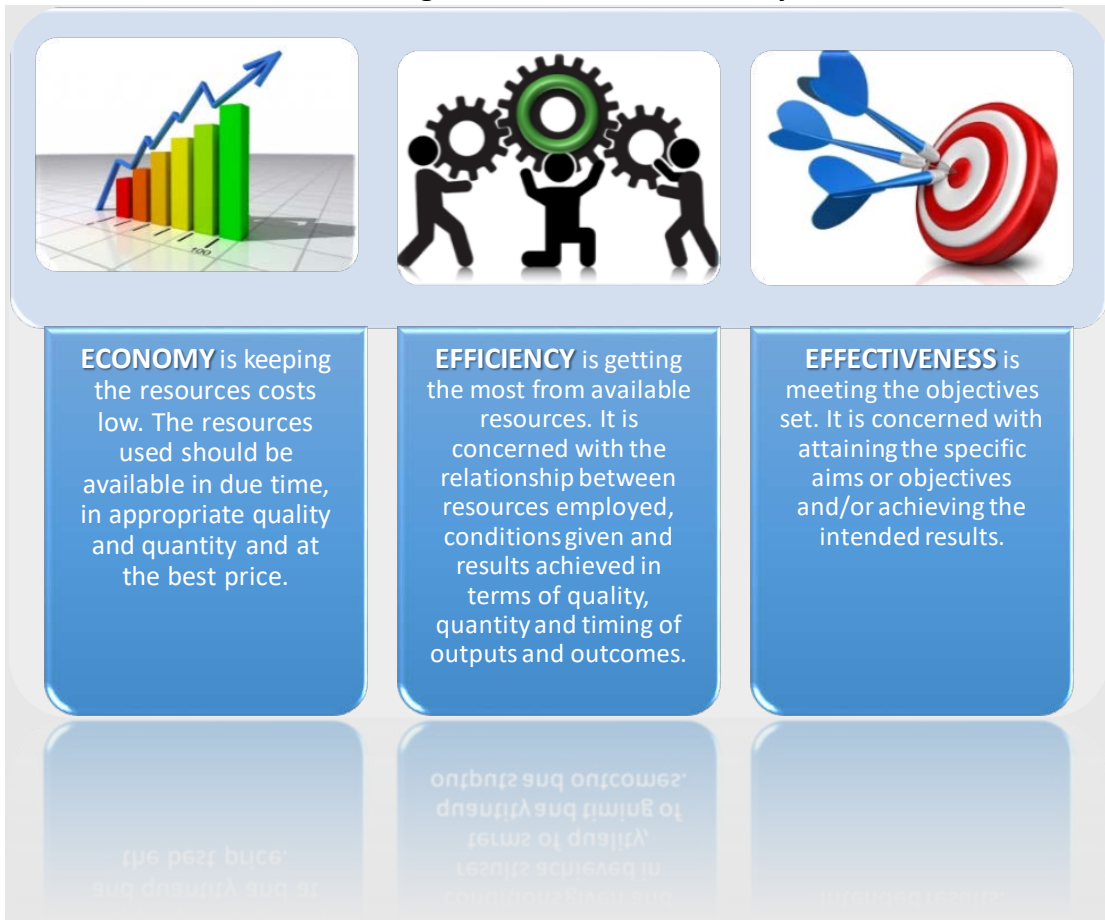 100
ECONOMY is keeping
the resources costs
low. The resources
used should be
available in due time,
in appropriate quality
and quantity and at
the best price.
EFFICIENCY is getting
the most from available
resources. It is
concerned with the
relationship between
resources employed,
conditions given and
results achieved in
terms of quality,
quantity and timing of
outputs and outcomes.
EFFECTIVENESS is
meeting the objectives
set. It is concerned with
attaining the specific
aims or objectives
and/or achieving the
intended results.